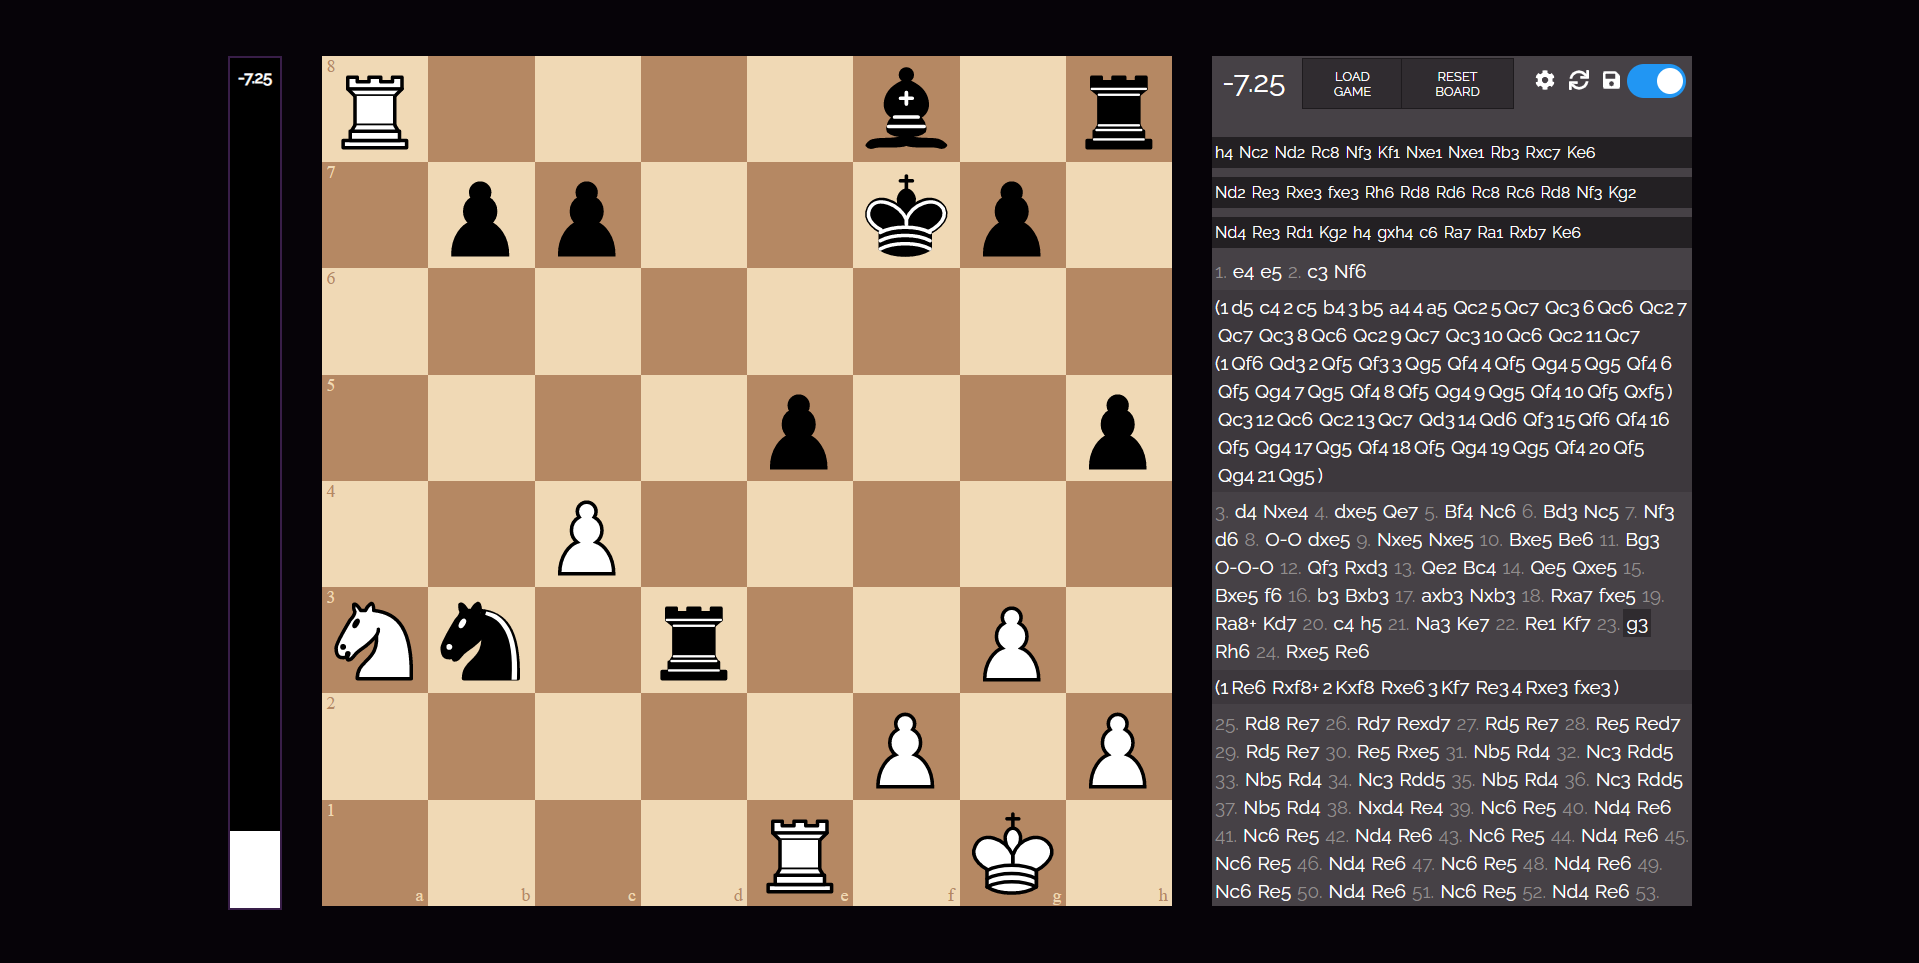 -7.25
8
7
6
5
4
3
2
1
a b c d e f g h
-7.25
LOAD GAME
RESET BOARD
h4 Nc2 Nd2 Rc8 Nf3 Kf1 Nxe1 Nxe1 Rb3 Rxc7 Ke6
Nd2 Re3 Rxe3 fxe3 Rh6 Rd8 Rd6 Rc8 Rc6 Rd8 Nf3 Kg2
Nd4 Re3 Rd1 Kg2 h4 gxh4 c6 Ra7 Ra1 Rxb7 Ke6
1. e4 e5 2. c3 Nf6
(1 d5 c4 2 c5 b4 3 b5 a4 4 a5 Qc2 5 Qc7 Qc3 6 Qc6 Qc2 7
Qc7 Qc3 8 Qc6 Qc2 9 Qc7 Qc3 10 Qc6 Qc2 11 Qc7
(1 Qf6 Qd3 2 Qf5 Qf3 3 Qg5 Qf4 4 Qf5 Qg4 5 Qg5 Qf4 6
Qf5 Qg4 7 Qg5 Qf4 8 Qf5 Qg4 9 Qg5 Qf4 10 Qf5 Qxf5 )
Qc3 12 Qc6 Qc2 13 Qc7 Qd3 14 Qd6 Qf3 15 Qf6 Qf4 16
Qf5 Qg4 17 Qg5 Qf4 18 Qf5 Qg4 19 Qg5 Qf4 20 Qf5
Qg4 21 Qg5 )
3. d4 Nxe4 4. dxe5 Qe7 5. Bf4 Nc6 6. Bd3 Nc5 7. Nf3
d6 8. O-O dxe5 9. Nxe5 Nxe5 10. Bxe5 Be6 11. Bg3
O-O-O 12. Qf3 Rxd3 13. Qe2 Bc4 14. Qe5 Qxe5 15.
Bxe5 f6 16. b3 Bxb3 17. axb3 Nxb3 18. Rxa7 fxe5 19.
Ra8+ Kd7 20. c4 h5 21. Na3 Ke7 22. Re1 Kf7 23. g3
Rh6 24. Rxe5 Re6
(1 Re6 Rxf8+ 2 Kxf8 Rxe6 3 Kf7 Re3 4 Rxe3 fxe3 )
25. Rd8 Re7 26. Rd7 Rexd7 27. Rd5 Re7 28. Re5 Red7
29. Rd5 Re7 30. Re5 Rxe5 31. Nb5 Rd4 32. Nc3 Rdd5
33. Nb5 Rd4 34. Nc3 Rdd5 35. Nb5 Rd4 36. Nc3 Rdd5
37. Nb5 Rd4 38. Nxd4 Re4 39. Nc6 Re5 40. Nd4 Re6
41. Nc6 Re5 42. Nd4 Re6 43. Nc6 Re5 44. Nd4 Re6 45.
Nc6 Re5 46. Nd4 Re6 47. Nc6 Re5 48. Nd4 Re6 49.
Nc6 Re5 50. Nd4 Re6 51. Nc6 Re5 52. Nd4 Re6 53.